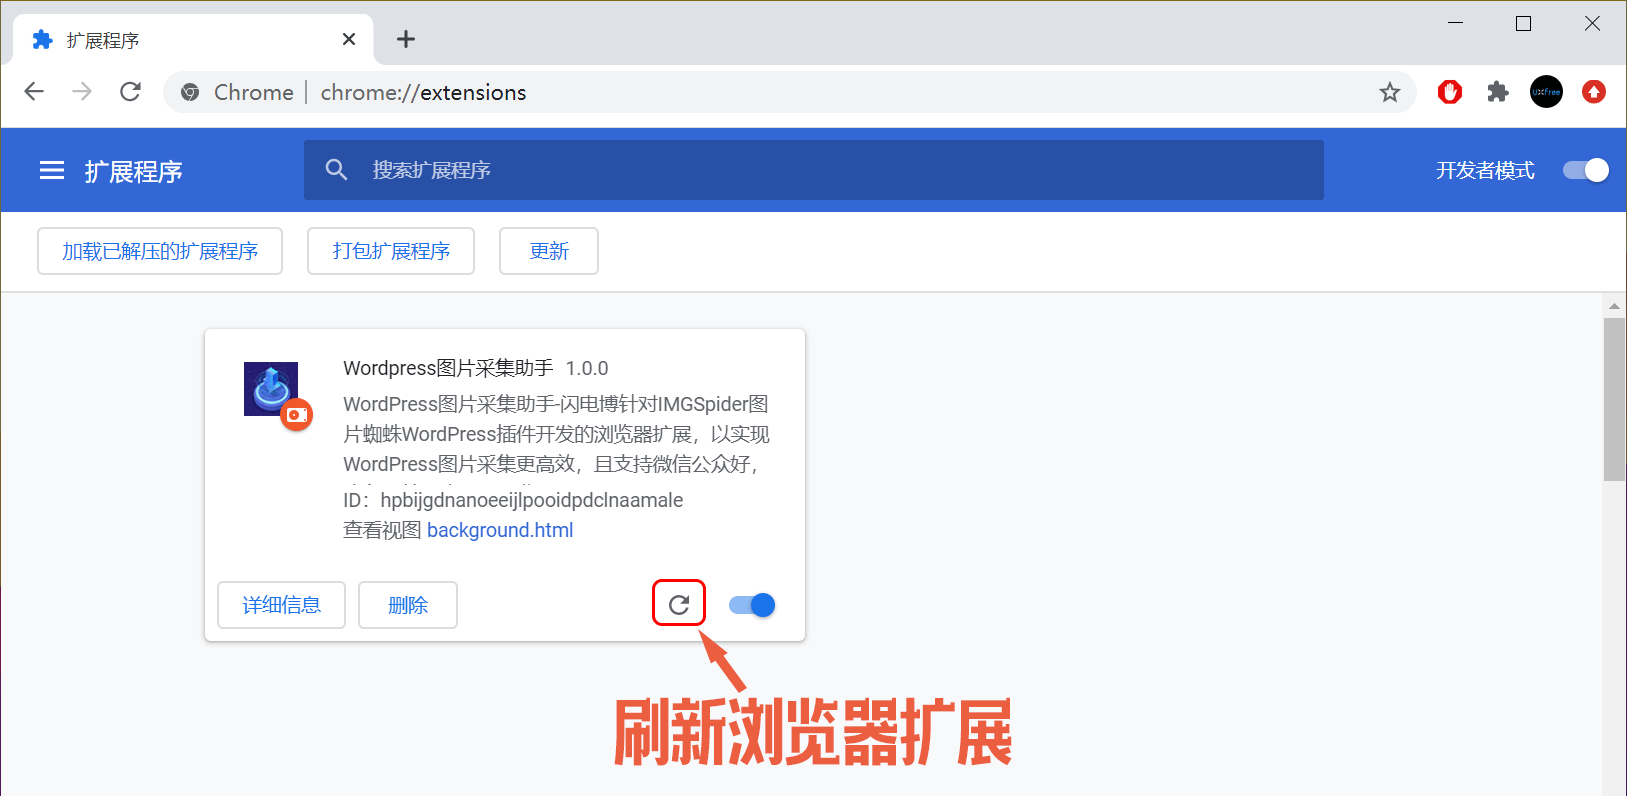 扩展程序
Chrome | chrome://extensions
uxfree
扩展程序
搜索扩展程序
开发者模式
加载已解压的扩展程序
打包扩展程序
更新
Wordpress图片采集助手 1.0.0
WordPress图片采集助手-闪电博针对IMGSpider图
片蜘蛛WordPress插件开发的浏览器扩展，以实现
WordPress图片采集更高效，且支持微信公众好，
ID：hpbijgdnanoeeijlpooidpdclnaamale
查看视图 background.html
详细信息
删除
刷新浏览器扩展